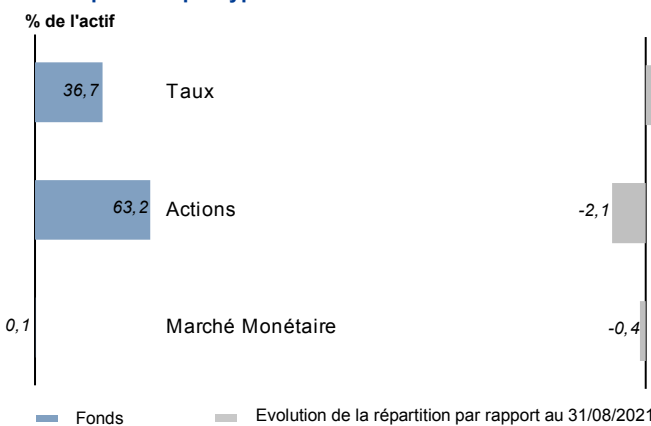 % de l'actif
36,7 Taux
63,2 Actions -2,1
0,1 Marché Monétaire -0,4
Fonds Evolution de la répartition par rapport au 31/08/2021